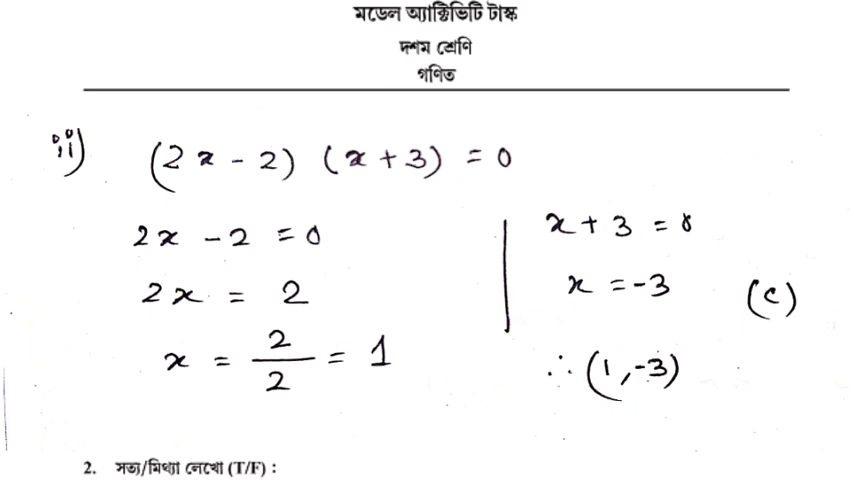 মডেল অ্যাক্টিভিটি টাস্ক
দশম শ্রেণি
গণিত
ii) (2x - 2) (x + 3) = 0
2x - 2 = 0
2x = 2
x = 2/2 = 1
x + 3 = 0
x = -3
(c)
∴ (1, -3)
2. সত্য/মিথ্যা লেখো (T/F) :